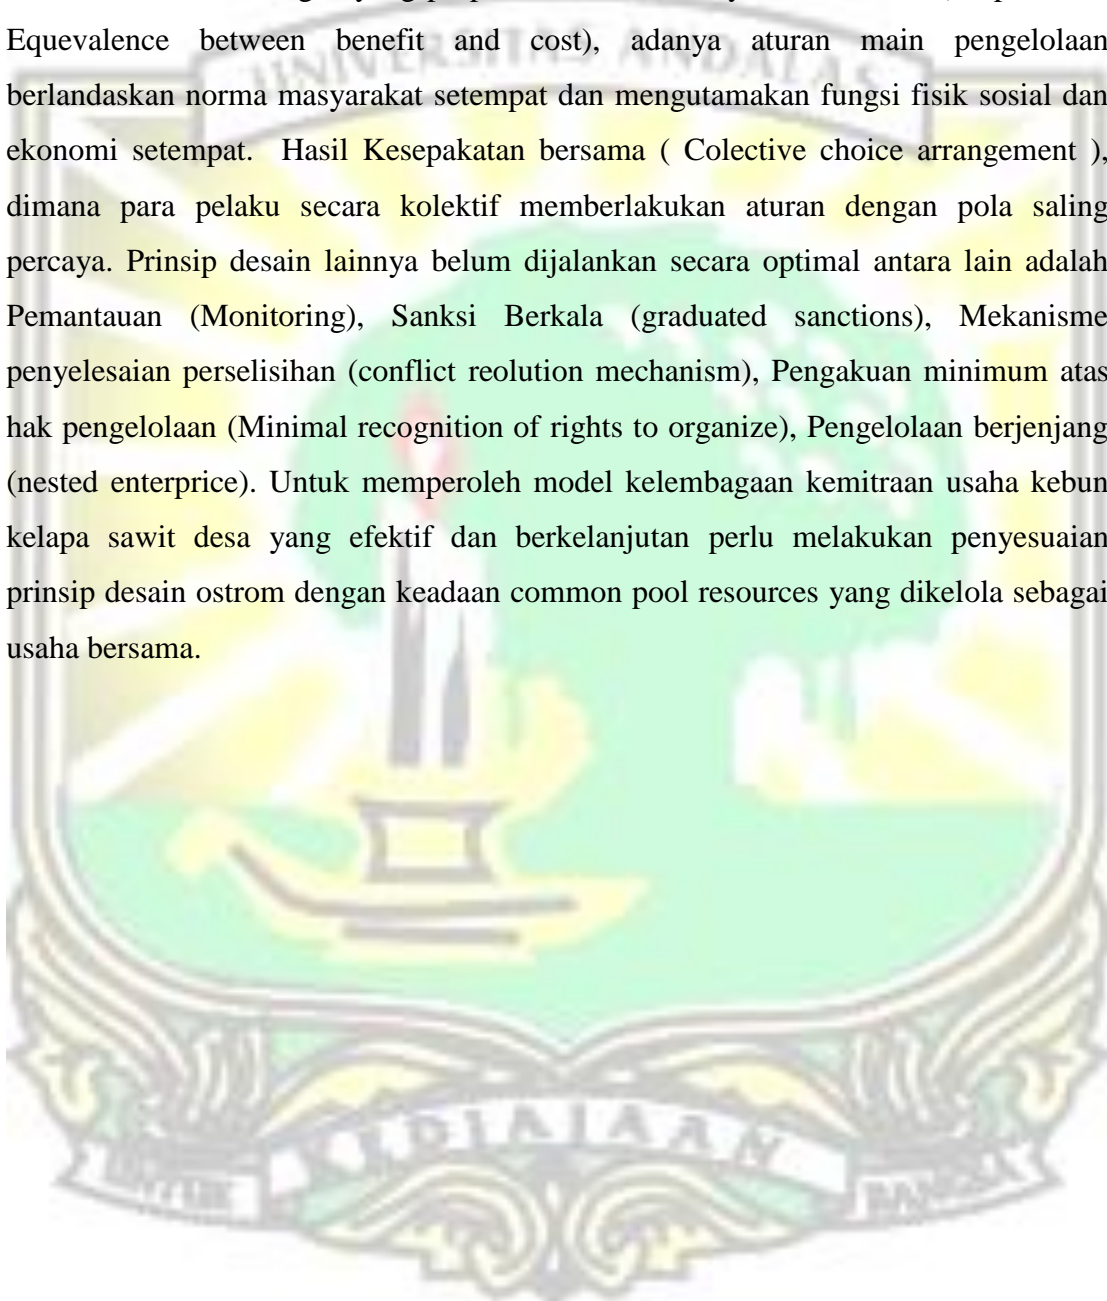 Equevalence between benefit and cost), adanya aturan main pengelolaan
berlandaskan norma masyarakat setempat dan mengutamakan fungsi fisik sosial dan
ekonomi setempat. Hasil Kesepakatan bersama ( Colective choice arrangement ),
dimana para pelaku secara kolektif memberlakukan aturan dengan pola saling
percaya. Prinsip desain lainnya belum dijalankan secara optimal antara lain adalah
Pemantauan (Monitoring), Sanksi Berkala (graduated sanctions), Mekanisme
penyelesaian perselisihan (conflict reolution mechanism), Pengakuan minimum atas
hak pengelolaan (Minimal recognition of rights to organize), Pengelolaan berjenjang
(nested enterprice). Untuk memperoleh model kelembagaan kemitraan usaha kebun
kelapa sawit desa yang efektif dan berkelanjutan perlu melakukan penyesuaian
prinsip desain ostrom dengan keadaan common pool resources yang dikelola sebagai
usaha bersama.
UNIVERSITAS ANDALAS
UNTUK KEDJAJAAN BANGSA